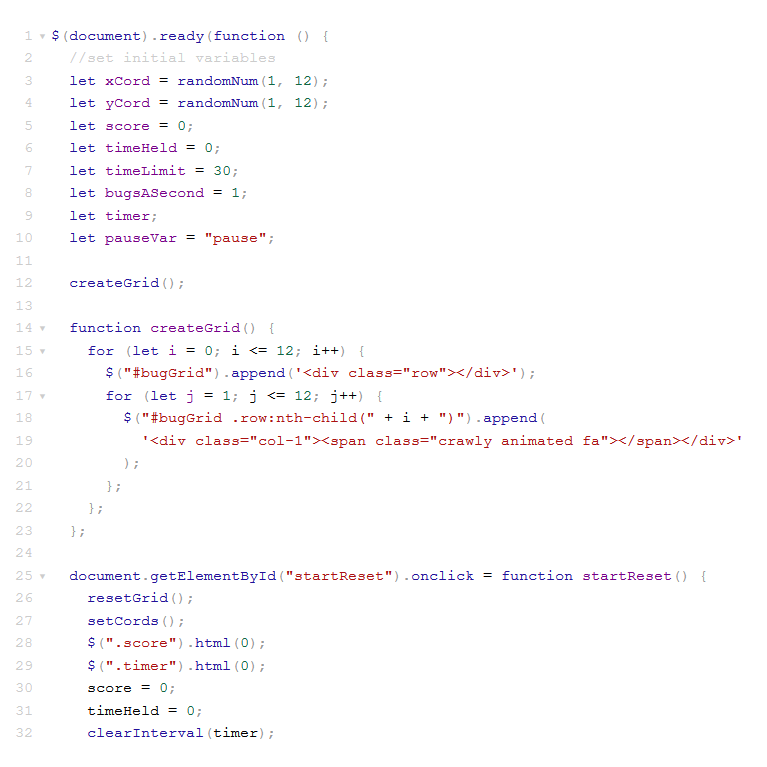 1 $(document).ready(function () {
2 //set initial variables
3 let xCord = randomNum(1, 12);
4 let yCord = randomNum(1, 12);
5 let score = 0;
6 let timeHeld = 0;
7 let timeLimit = 30;
8 let bugsASecond = 1;
9 let timer;
10 let pauseVar = "pause";
11
12 createGrid();
13
14 function createGrid() {
15 for (let i = 0; i <= 12; i++) {
16 $("#bugGrid").append('<div class="row"></div>');
17 for (let j = 1; j <= 12; j++) {
18 $("#bugGrid .row:nth-child(" + i + ")").append(
19 '<div class="col-1"><span class="crawly animated fa"></span></div>'
20 );
21 };
22 };
23 };
24
25 document.getElementById("startReset").onclick = function startReset() {
26 resetGrid();
27 setCords();
28 $(".score").html(0);
29 $(".timer").html(0);
30 score = 0;
31 timeHeld = 0;
32 clearInterval(timer);